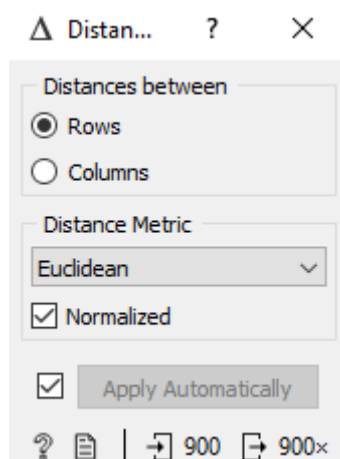 Distan... ?
Distances between
Rows
Columns
Distance Metric
Euclidean
Normalized
Apply Automatically
? 900 900×